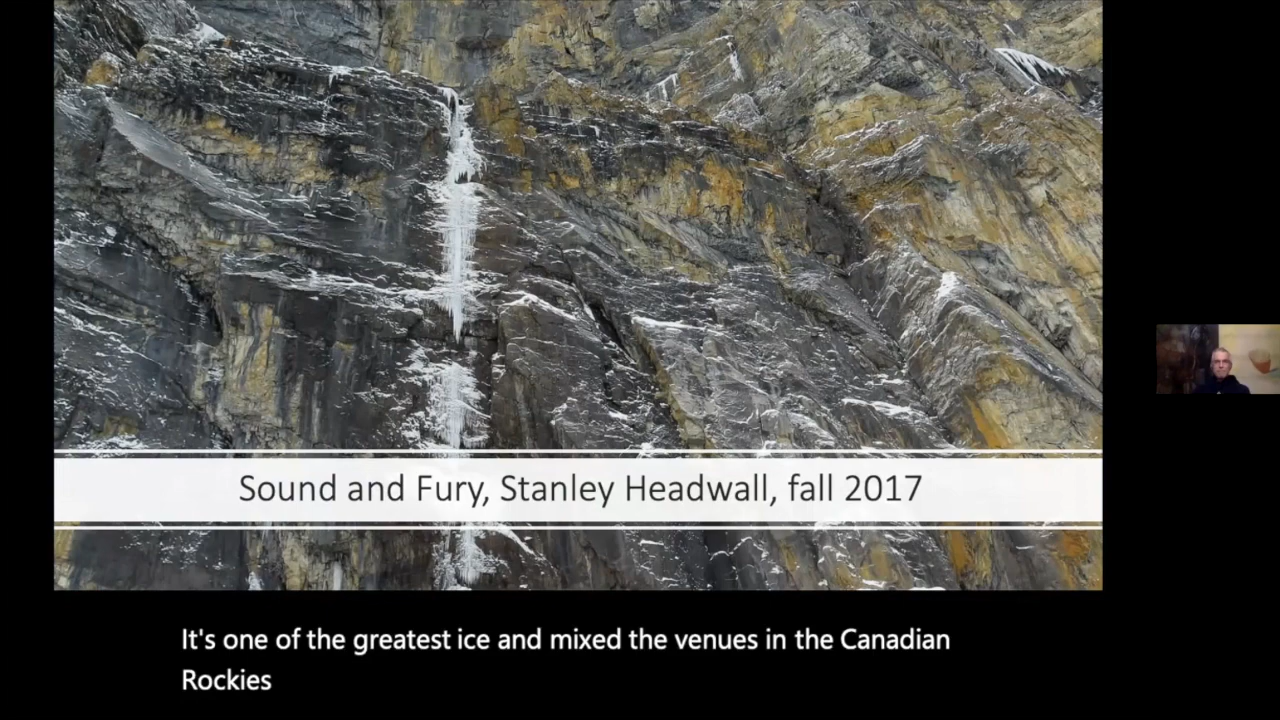 Sound and Fury, Stanley Headwall, fall 2017
It's one of the greatest ice and mixed the venues in the Canadian
Rockies